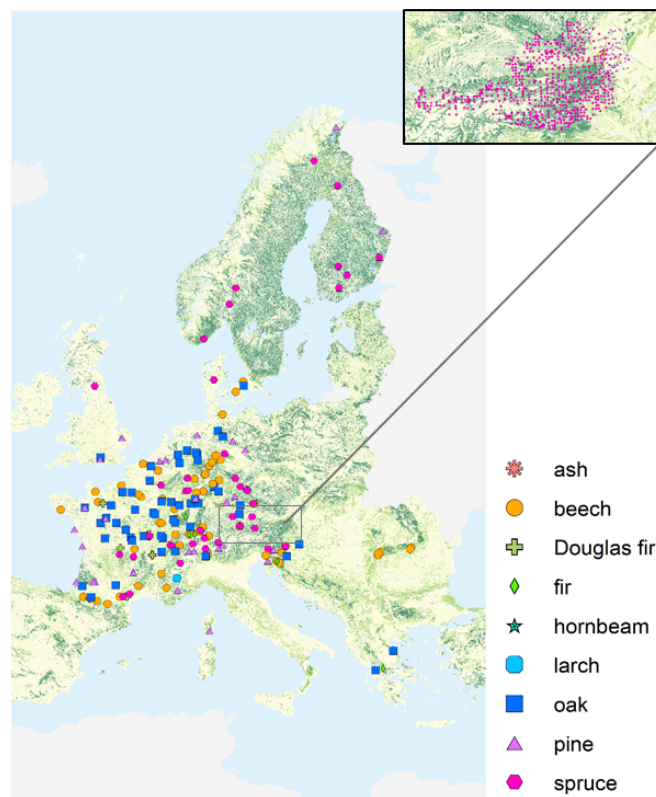 ash
beech
Douglas fir
fir
hornbeam
larch
oak
pine
spruce